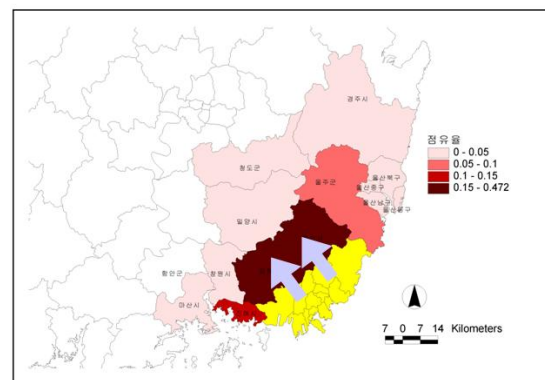 경주시
점유율
0 - 0.05
0.05 - 0.1
0.1 - 0.15
0.15 - 0.472
청도군
울주군
울산북구
울산중구
울산남구
울산동구
밀양시
함안군
창원시
마산시
7 0 7 14 Kilometers